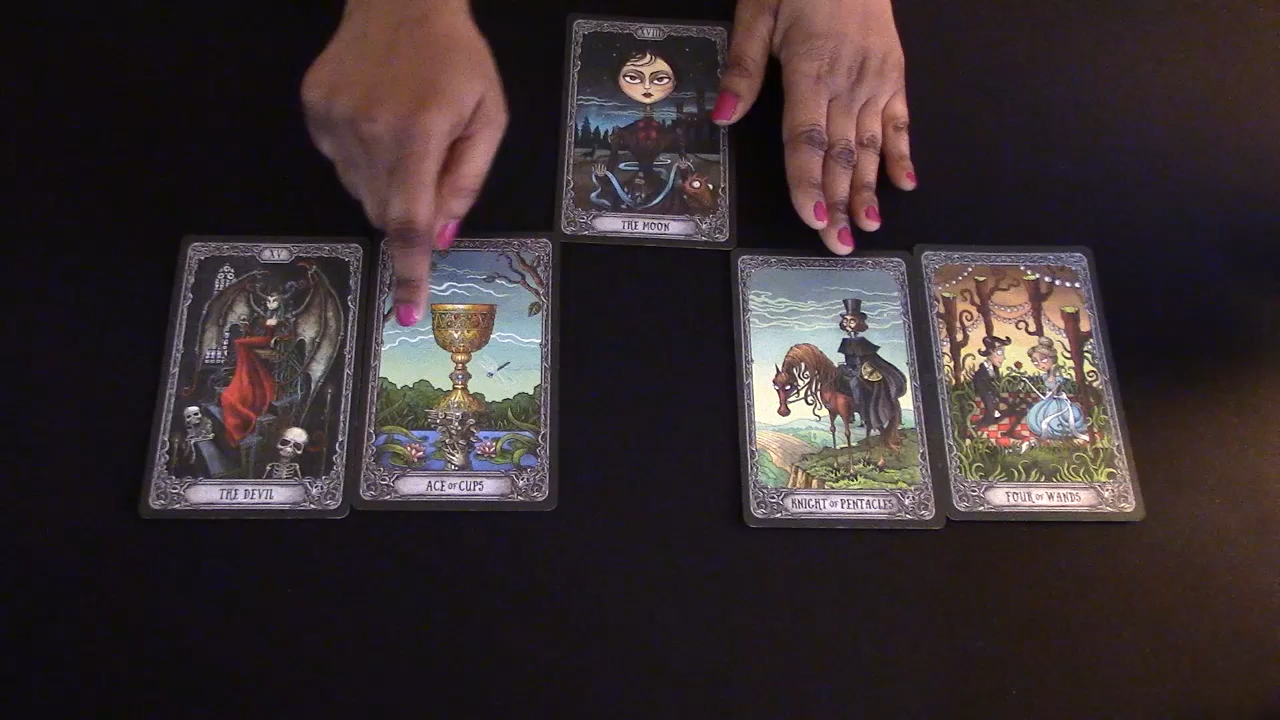 XVIII
THE MOON
XV
THE DEVIL
ACE OF CUPS
KNIGHT OF PENTACLES
FOUR OF WANDS